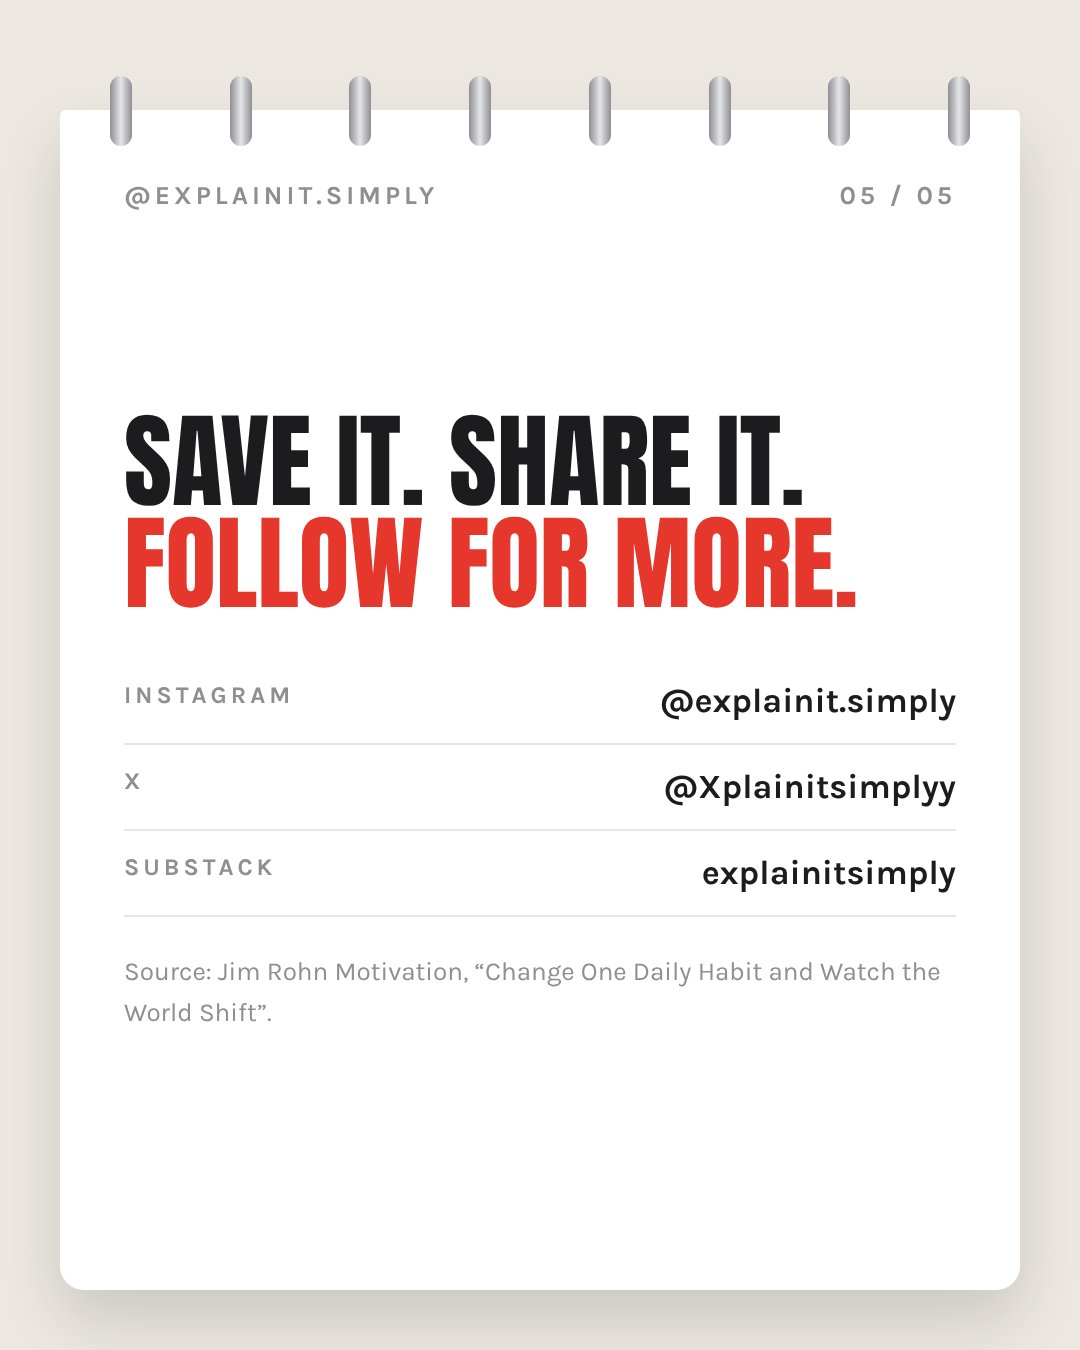 @EXPLAINIT.SIMPLY 05 / 05
SAVE IT. SHARE IT.
FOLLOW FOR MORE.
INSTAGRAM @explainit.simply
X @Xplainitsimplyy
SUBSTACK explainitsimply
Source: Jim Rohn Motivation, “Change One Daily Habit and Watch the
World Shift”.